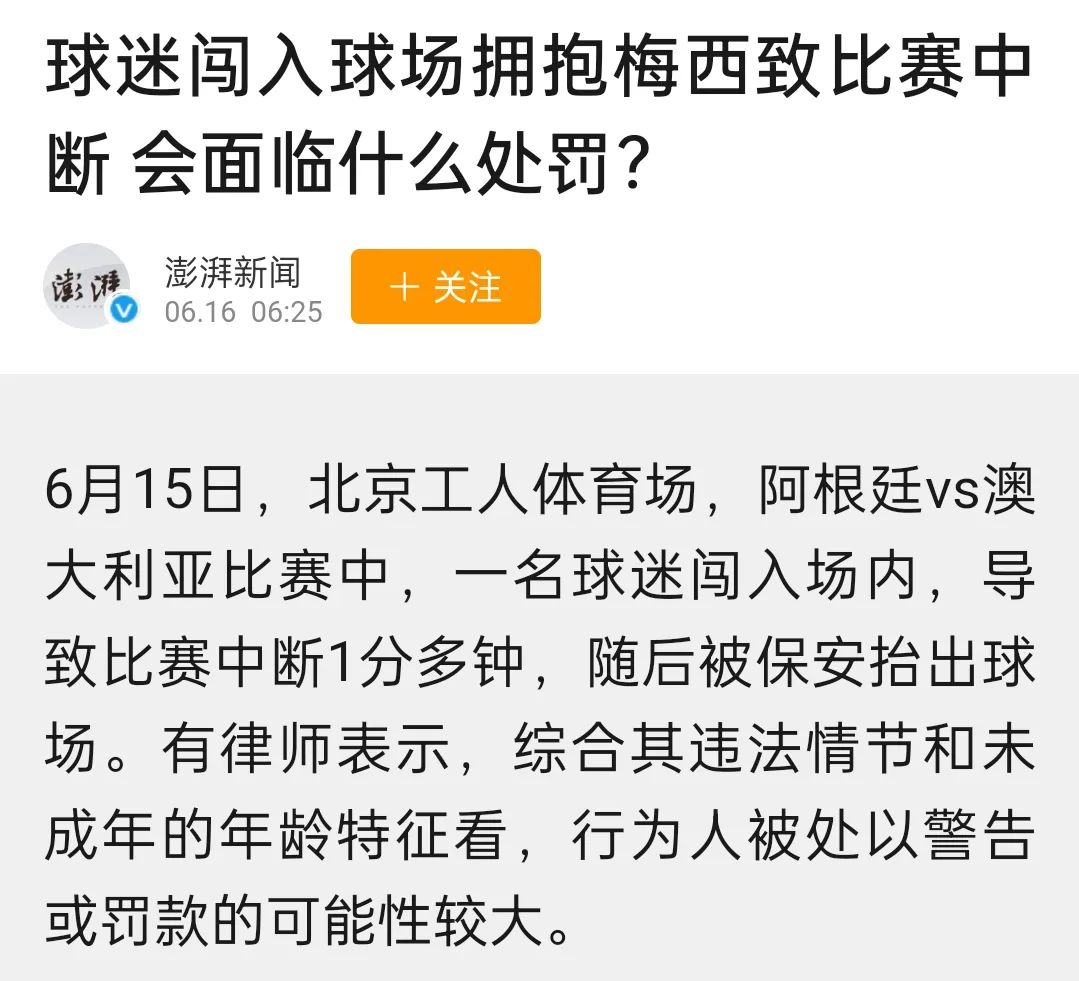 球迷闯入球场拥抱梅西致比赛中
断 会面临什么处罚？
澎湃
澎湃新闻
06.16 06:25
＋关注
6月15日，北京工人体育场，阿根廷vs澳
大利亚比赛中，一名球迷闯入场内，导
致比赛中断1分多钟，随后被保安抬出球
场。有律师表示，综合其违法情节和未
成年的年龄特征看，行为人被处以警告
或罚款的可能性较大。